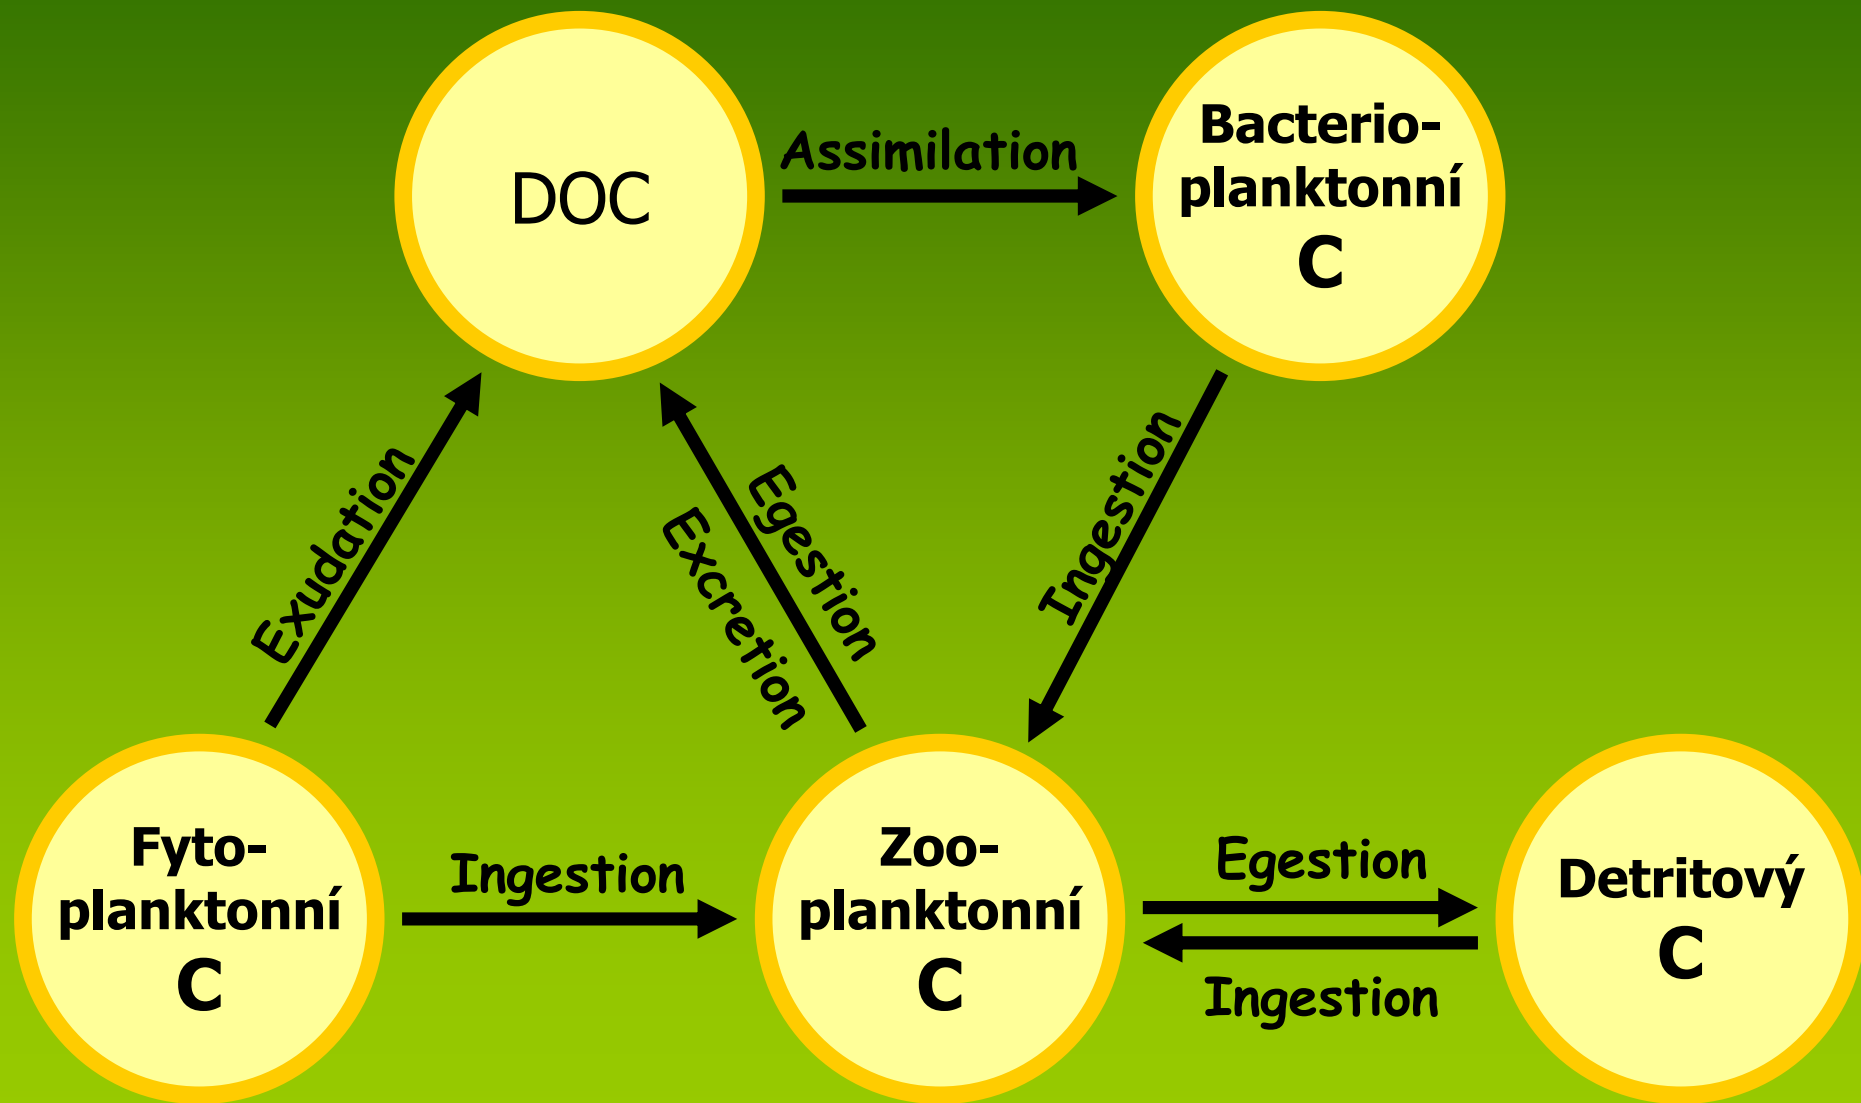 DOC
Assimilation
Bacterio-
planktonní
C
Exudation
Excretion
Egestion
Ingestion
Fyto-
planktonní
C
Ingestion
Zoo-
planktonní
C
Egestion
Ingestion
Detritový
C